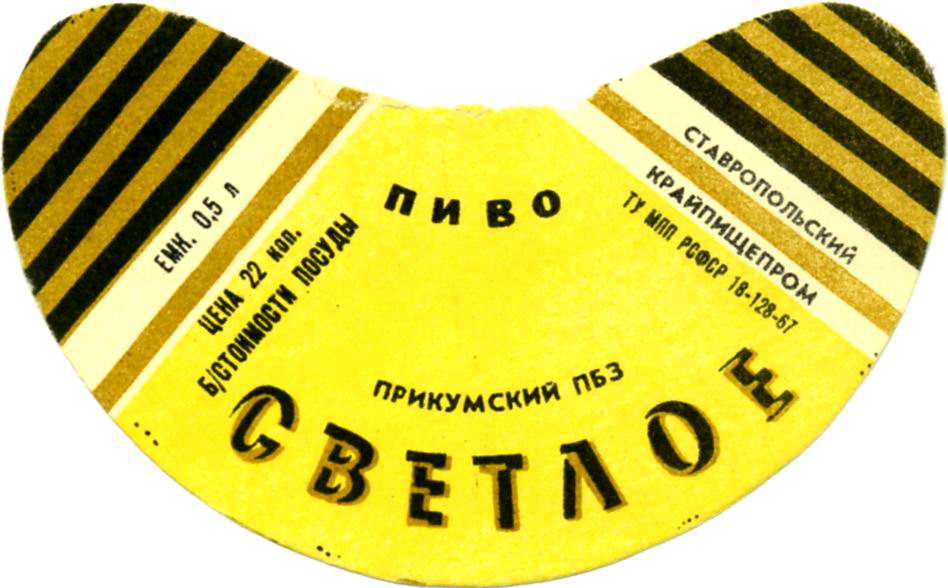 ПИВО
ЕМК. 0,5 л
ЦЕНА 22 коп.
Б/СТОИМОСТИ ПОСУДЫ
СТАВРОПОЛЬСКИЙ
КРАЙПИЩЕПРОМ
ТУ МПП РСФСР 18-128-67
ПРИКУМСКИЙ ПБЗ
СВЕТЛОЕ